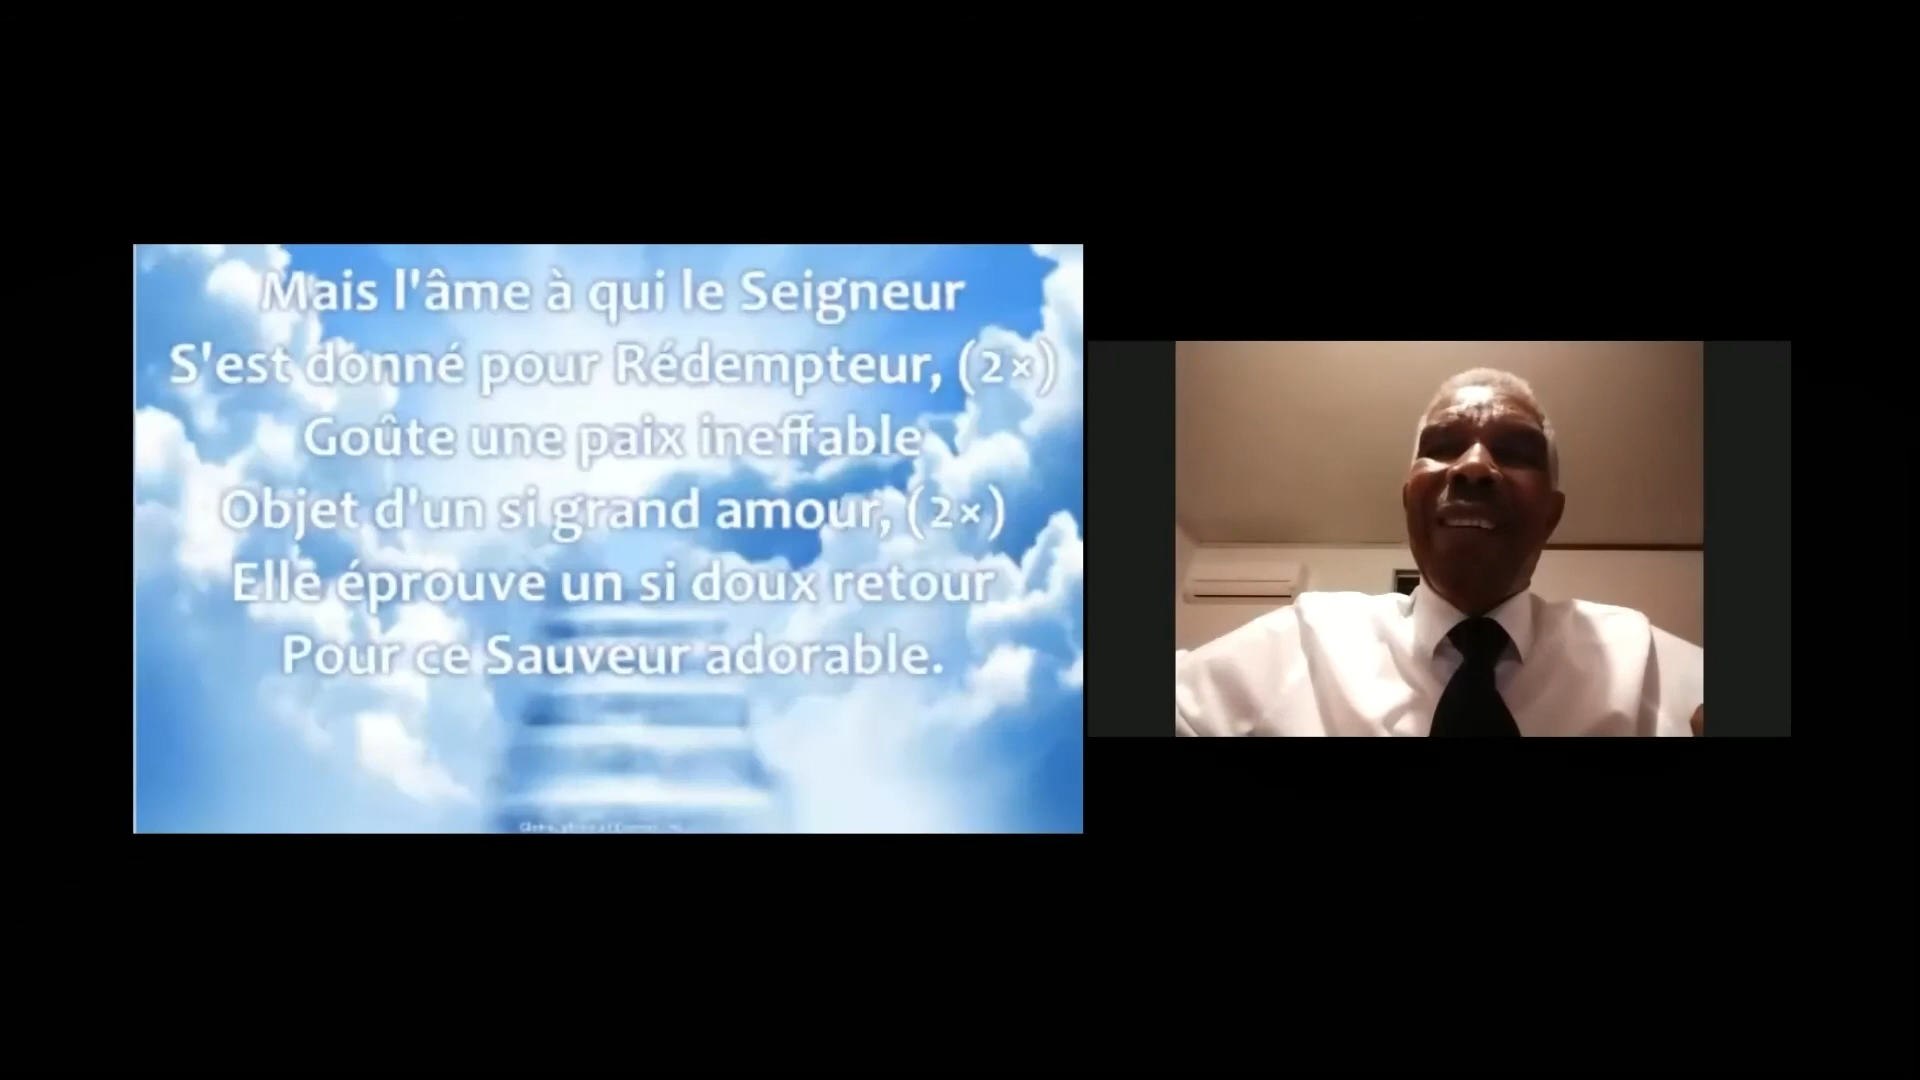 Mais l'âme à qui le Seigneur
S'est donné pour Rédempteur, (2×)
Goûte une paix ineffable
Objet d'un si grand amour, (2×)
Elle éprouve un si doux retour
Pour ce Sauveur adorable.